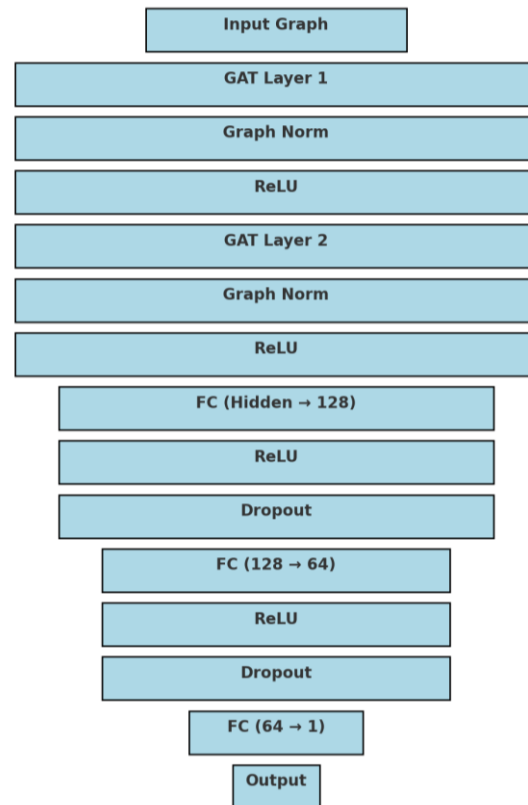 Input Graph
GAT Layer 1
Graph Norm
ReLU
GAT Layer 2
Graph Norm
ReLU
FC (Hidden → 128)
ReLU
Dropout
FC (128 → 64)
ReLU
Dropout
FC (64 → 1)
Output